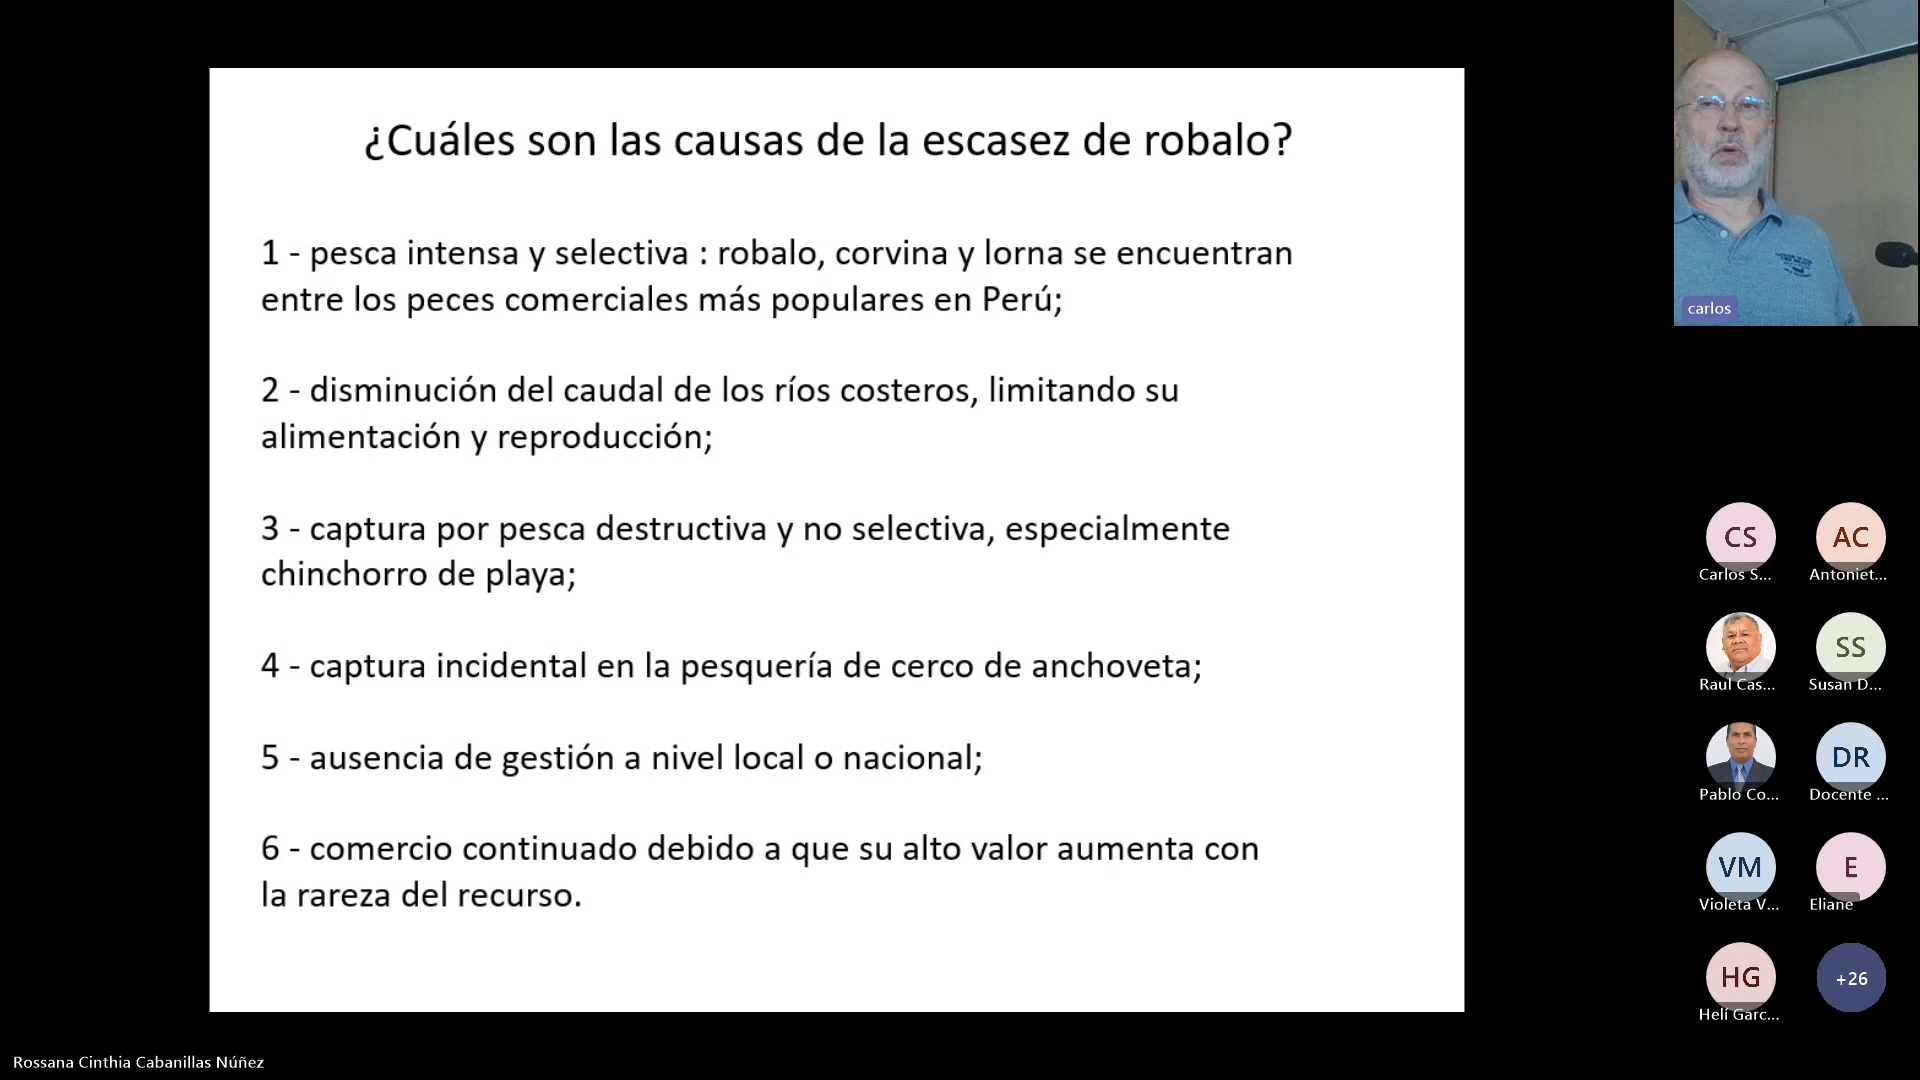 ¿Cuáles son las causas de la escasez de robalo?
1 - pesca intensa y selectiva : robalo, corvina y lorna se encuentran
entre los peces comerciales más populares en Perú;
2 - disminución del caudal de los ríos costeros, limitando su
alimentación y reproducción;
3 - captura por pesca destructiva y no selectiva, especialmente
chinchorro de playa;
4 - captura incidental en la pesquería de cerco de anchoveta;
5 - ausencia de gestión a nivel local o nacional;
6 - comercio continuado debido a que su alto valor aumenta con
la rareza del recurso.
carlos
CS
Carlos S...
AC
Antoniet...
Raul Cas...
SS
Susan D...
Pablo Co...
DR
Docente ...
VM
Violeta V...
E
Eliane
HG
Helí Garc...
+26
Rossana Cinthia Cabanillas Núñez